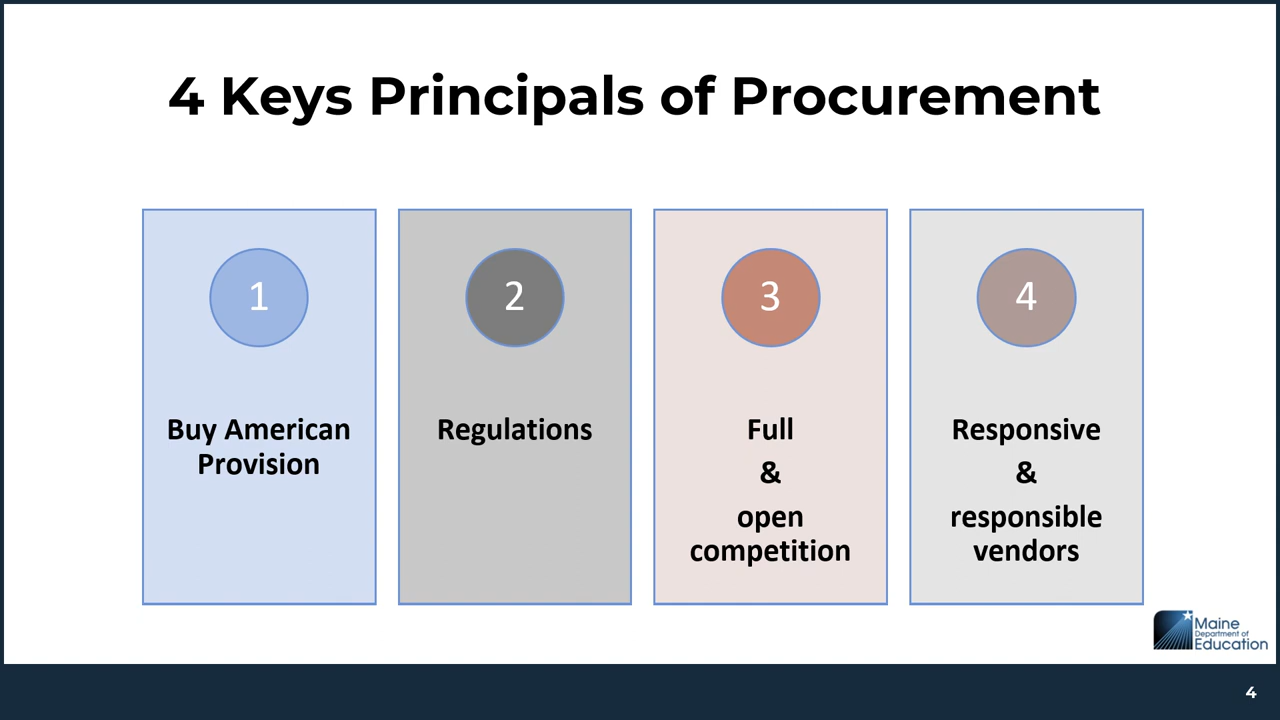 4 Keys Principals of Procurement
1
Buy American
Provision
2
Regulations
3
Full
&
open
competition
4
Responsive
&
responsible
vendors
Maine
Department of
Education
4